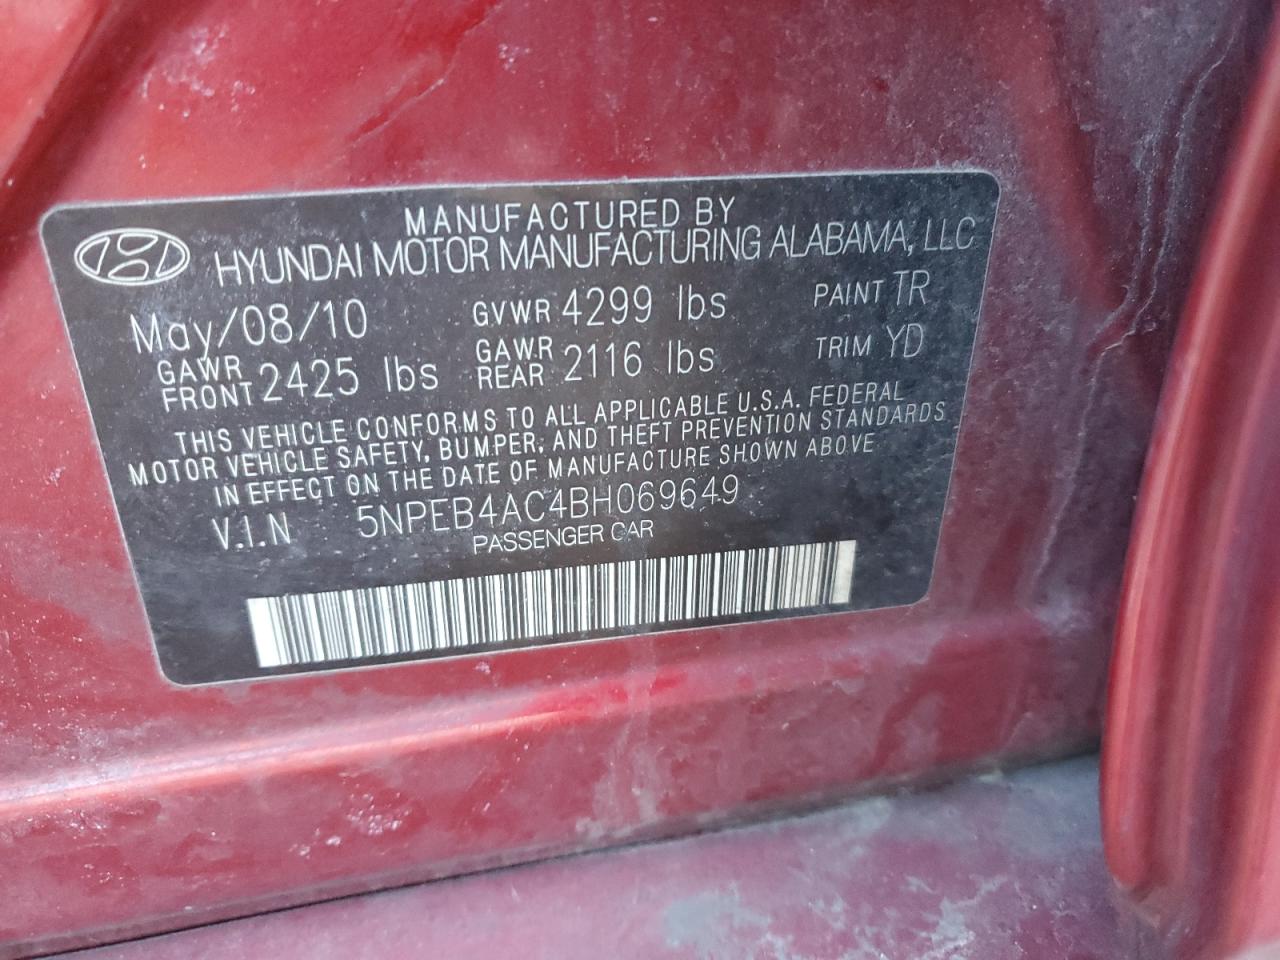 MANUFACTURED BY
HYUNDAI MOTOR MANUFACTURING ALABAMA, LLC
May/08/10 GVWR 4299 lbs PAINT TR
GAWR FRONT 2425 lbs GAWR REAR 2116 lbs TRIM YD
THIS VEHICLE CONFORMS TO ALL APPLICABLE U.S.A. FEDERAL
MOTOR VEHICLE SAFETY, BUMPER, AND THEFT PREVENTION STANDARDS
IN EFFECT ON THE DATE OF MANUFACTURE SHOWN ABOVE
V.I.N 5NPEB4AC4BH069649
PASSENGER CAR